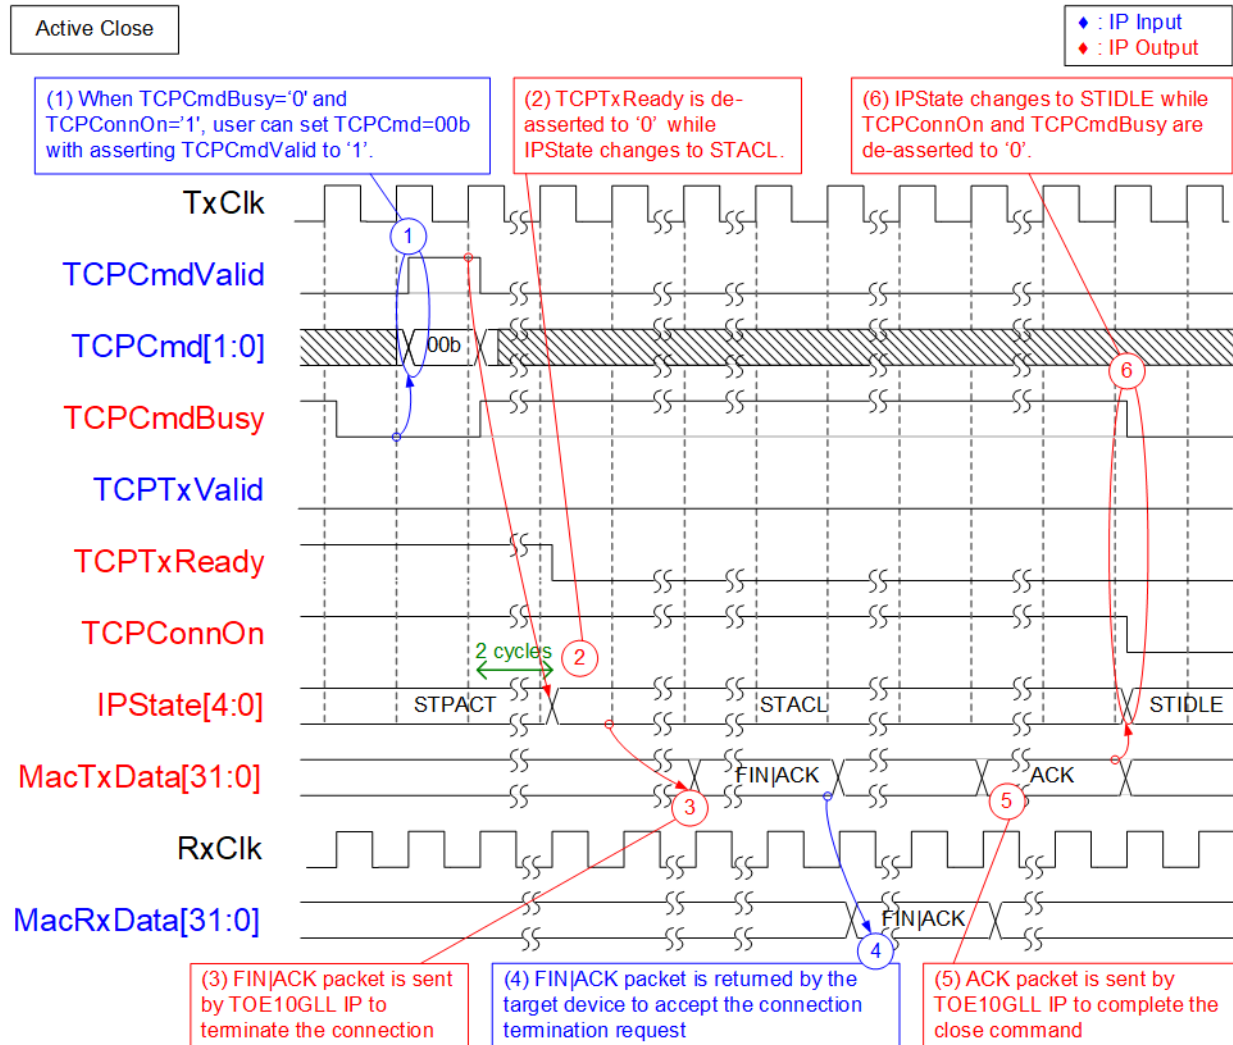 Active Close
♦ : IP Input
♦ : IP Output
(1) When TCPCmdBusy=‘0’ and
TCPConnOn=’1’, user can set TCPCmd=00b
with asserting TCPCmdValid to ‘1’.
(2) TCPTxReady is de-
asserted to ‘0’ while
IPState changes to STACL.
(6) IPState changes to STIDLE while
TCPConnOn and TCPCmdBusy are
de-asserted to ‘0’.
TxClk
1
TCPCmdValid
TCPCmd[1:0]
00b
6
TCPCmdBusy
TCPTxValid
TCPTxReady
TCPConnOn
2 cycles
2
IPState[4:0]
STPACT
STACL
STIDLE
MacTxData[31:0]
FIN|ACK
ACK
3
5
RxClk
MacRxData[31:0]
FIN|ACK
4
(3) FIN|ACK packet is sent
by TOE10GLL IP to
terminate the connection
(4) FIN|ACK packet is returned by the
target device to accept the connection
termination request
(5) ACK packet is sent by
TOE10GLL IP to complete the
close command